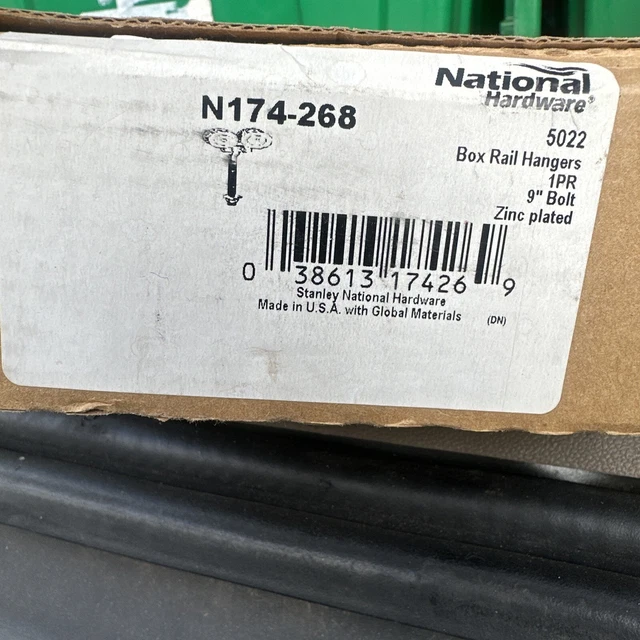 National
Hardware®
N174-268
5022
Box Rail Hangers
1PR
9" Bolt
Zinc plated
0 38613 17426 9
Stanley National Hardware
Made in U.S.A. with Global Materials (DN)